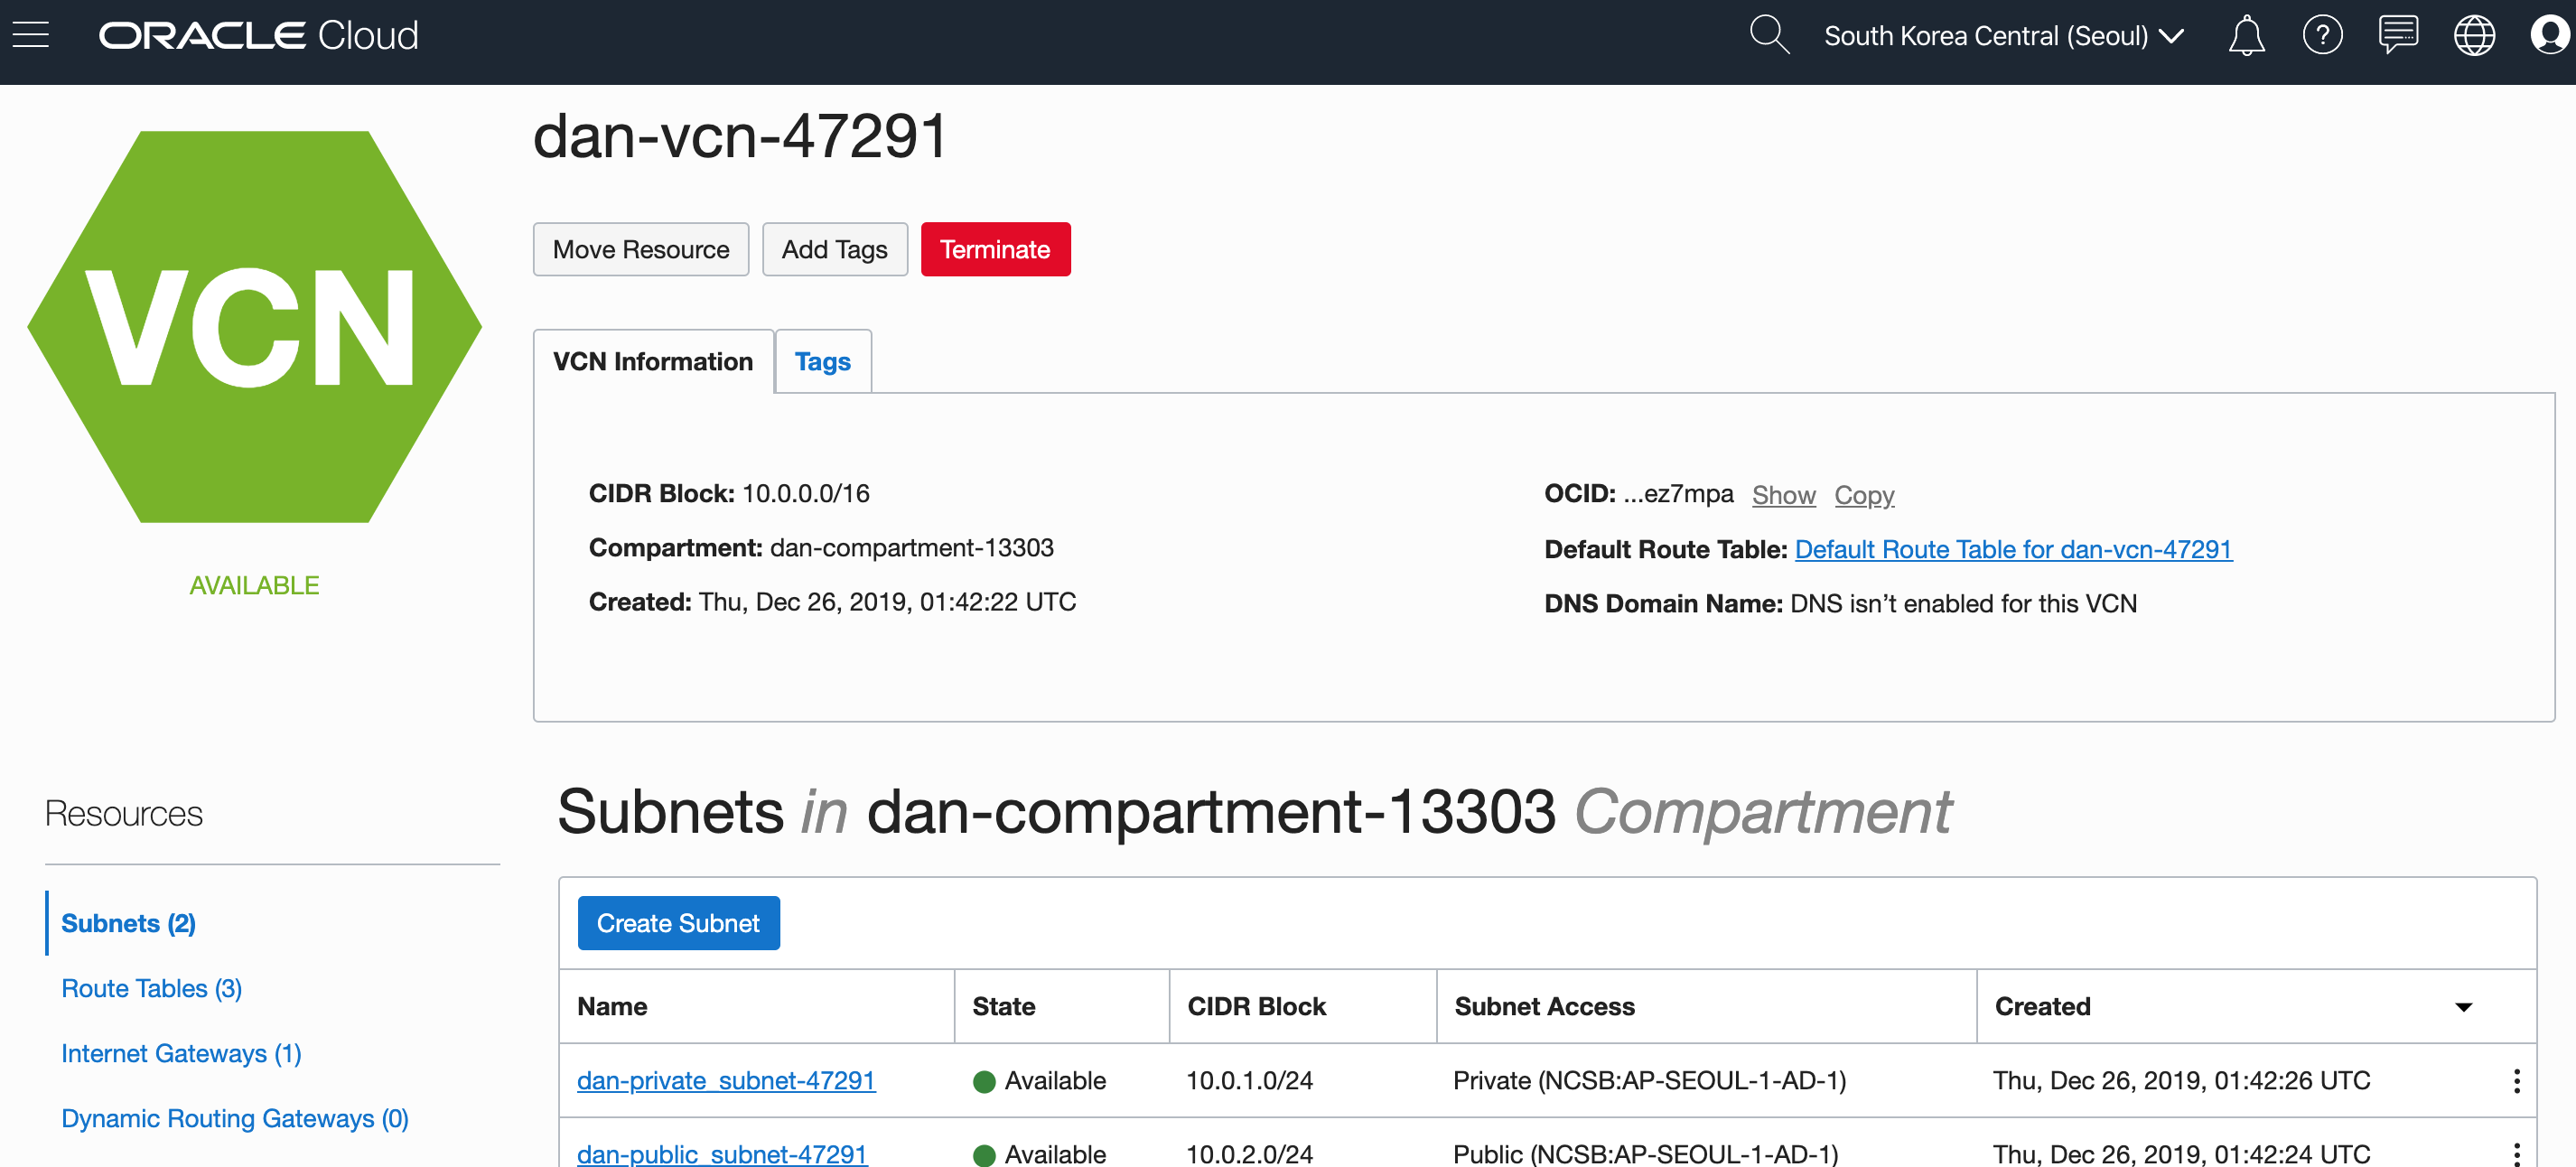 ORACLE Cloud
South Korea Central (Seoul)
VCN
AVAILABLE
dan-vcn-47291
Move Resource Add Tags Terminate
VCN Information Tags
CIDR Block: 10.0.0.0/16
Compartment: dan-compartment-13303
Created: Thu, Dec 26, 2019, 01:42:22 UTC
OCID: ...ez7mpa Show Copy
Default Route Table: Default Route Table for dan-vcn-47291
DNS Domain Name: DNS isn’t enabled for this VCN
Resources
Subnets (2)
Route Tables (3)
Internet Gateways (1)
Dynamic Routing Gateways (0)
Subnets in dan-compartment-13303 Compartment
Create Subnet
Name State CIDR Block Subnet Access Created
dan-private_subnet-47291 Available 10.0.1.0/24 Private (NCSB:AP-SEOUL-1-AD-1) Thu, Dec 26, 2019, 01:42:26 UTC
dan-public_subnet-47291 Available 10.0.2.0/24 Public (NCSB:AP-SEOUL-1-AD-1) Thu, Dec 26, 2019, 01:42:24 UTC